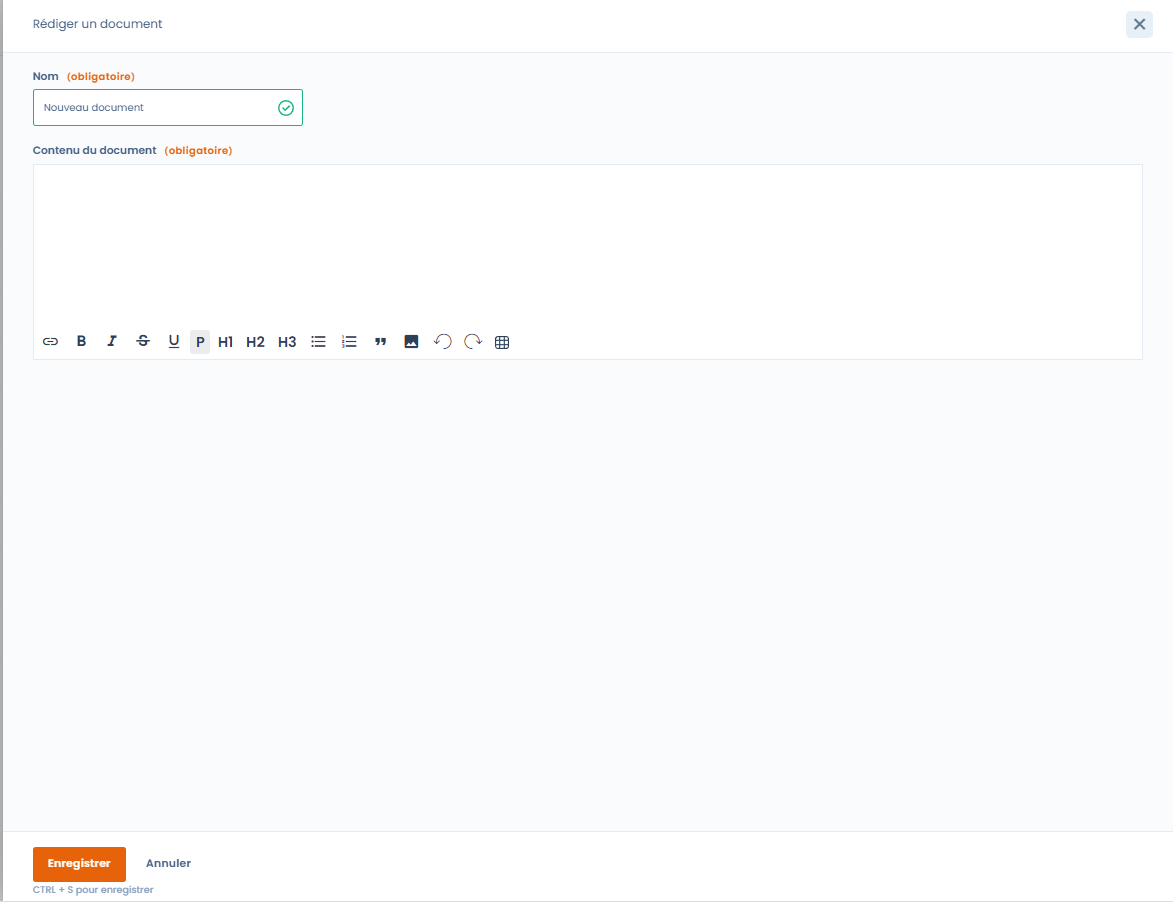 Rédiger un document
Nom (obligatoire)
Nouveau document
Contenu du document (obligatoire)
B I S U P H1 H2 H3
Enregistrer Annuler
CTRL + S pour enregistrer